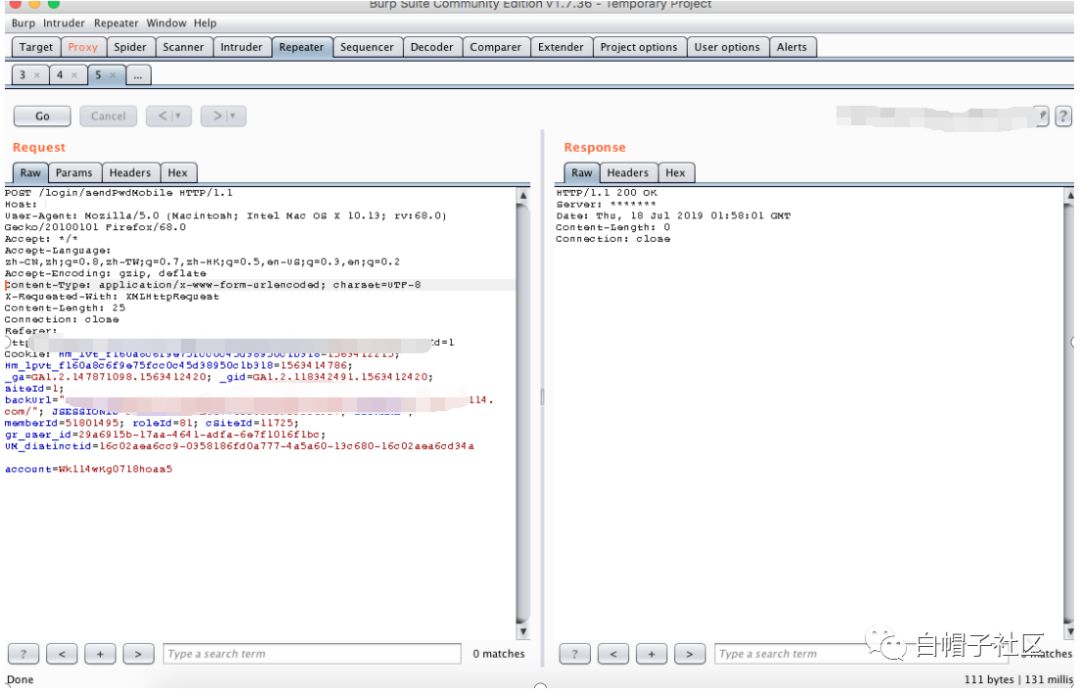 Burp Suite Community Edition v1.7.36 - Temporary Project
Burp Intruder Repeater Window Help
Target Proxy Spider Scanner Intruder Repeater Sequencer Decoder Comparer Extender Project options User options Alerts
3 × 4 × 5 × ...
Go Cancel < > ?
Request
Raw Params Headers Hex
POST /login/sendPwdMobile HTTP/1.1
Host:
User-Agent: Mozilla/5.0 (Macintosh; Intel Mac OS X 10.13; rv:68.0)
Gecko/20100101 Firefox/68.0
Accept: */*
Accept-Language:
zh-CN,zh;q=0.8,zh-TW;q=0.7,zh-HK;q=0.5,en-US;q=0.3,en;q=0.2
Accept-Encoding: gzip, deflate
Content-Type: application/x-www-form-urlencoded; charset=UTF-8
X-Requested-With: XMLHttpRequest
Content-Length: 25
Connection: close
Referer:
Id=1
Cookie: Hm_lvt_f160a8c6f9e75fcc0c45d38950c1b318=1563412215;
Hm_lpvt_f160a8c6f9e75fcc0c45d38950c1b318=1563414786;
_ga=GA1.2.147871098.1563412420; _gid=GA1.2.118342491.1563412420;
siteId=1;
backUrl=" 114.
com/"; JSESSIONID
memberId=51801495; roleId=81; cSiteId=11725;
gr_user_id=29a6915b-17aa-4641-adfa-6e7f1016f1bc;
UM_distinctid=16c02aea6cc9-0358186fd0a777-4a5a60-13c680-16c02aea6cd34a
account=Wk114wKg0718hoas5
? < + > Type a search term 0 matches
Response
Raw Headers Hex
HTTP/1.1 200 OK
Server: *******
Date: Thu, 18 Jul 2019 01:58:01 GMT
Content-Length: 0
Connection: close
? < + > Type a search term matches
白帽子社区
Done
111 bytes | 131 millis